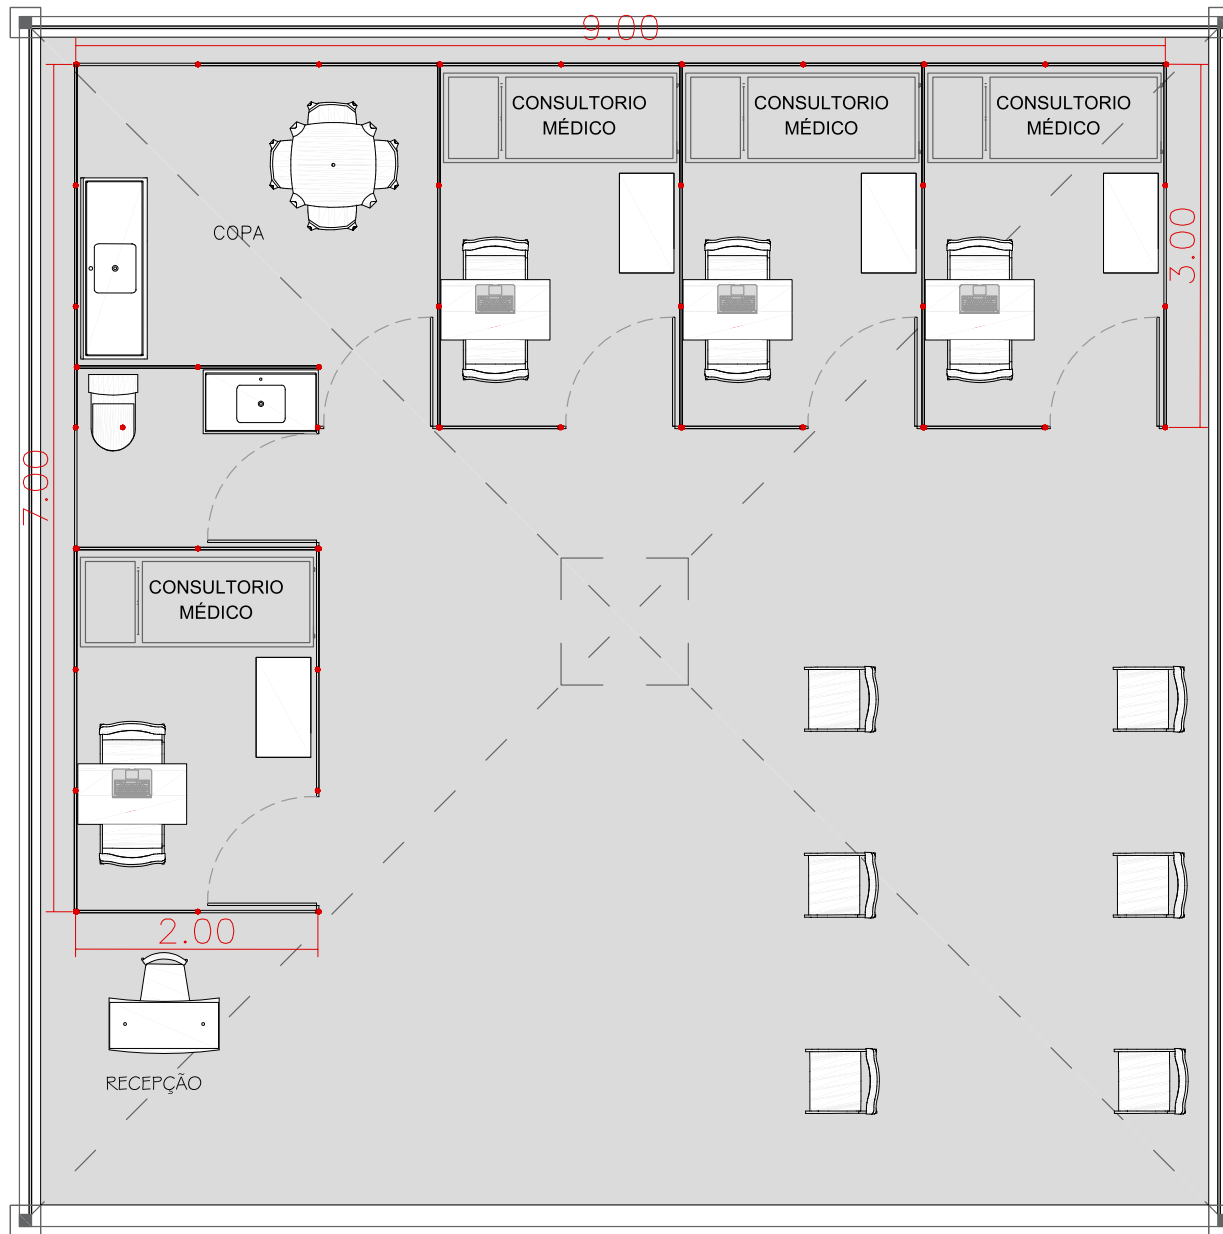 9.00
CONSULTORIO
MÉDICO
CONSULTORIO
MÉDICO
CONSULTORIO
MÉDICO
COPA
3.00
7.00
CONSULTORIO
MÉDICO
2.00
RECEPÇÃO